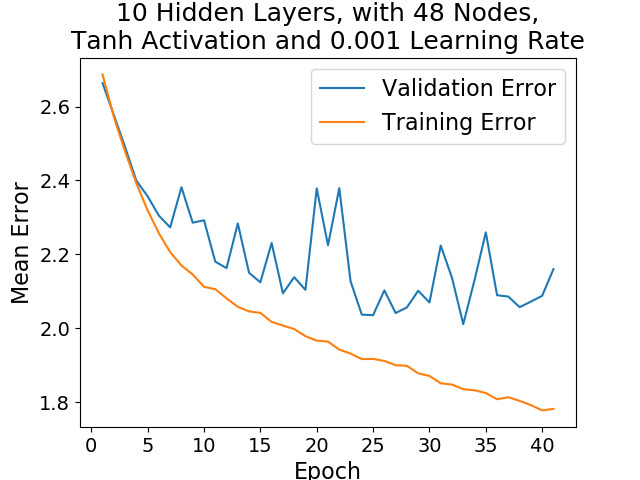 10 Hidden Layers, with 48 Nodes,
Tanh Activation and 0.001 Learning Rate
Validation Error
Training Error
Mean Error
2.6
2.4
2.2
2.0
1.8
0 5 10 15 20 25 30 35 40
Epoch